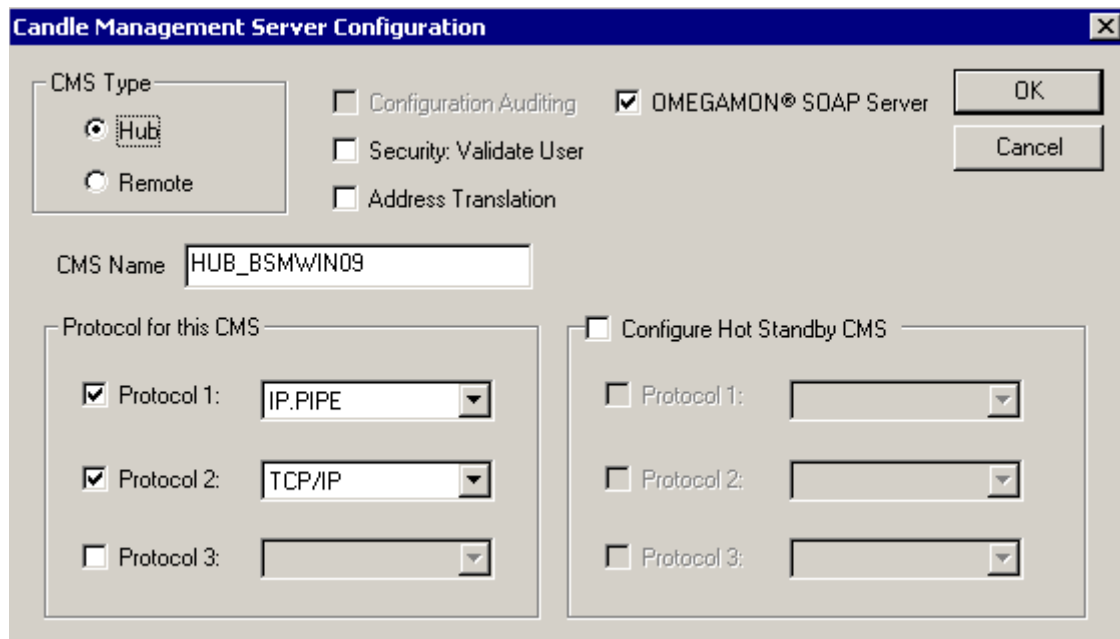 Candle Management Server Configuration
CMS Type
Hub
Remote
Configuration Auditing
Security: Validate User
Address Translation
OMEGAMON® SOAP Server
OK
Cancel
CMS Name HUB_BSMWIN09
Protocol for this CMS
Protocol 1: IP.PIPE
Protocol 2: TCP/IP
Protocol 3:
Configure Hot Standby CMS
Protocol 1:
Protocol 2:
Protocol 3: